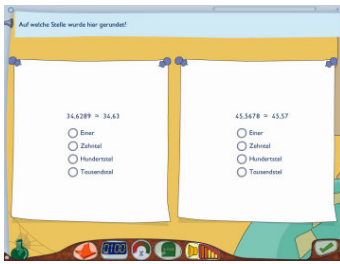 Auf welche Stelle wurde hier gerundet?
34,6289 = 34,63
Einer
Zehntel
Hundertstel
Tausendstel
45,5678 = 45,57
Einer
Zehntel
Hundertstel
Tausendstel